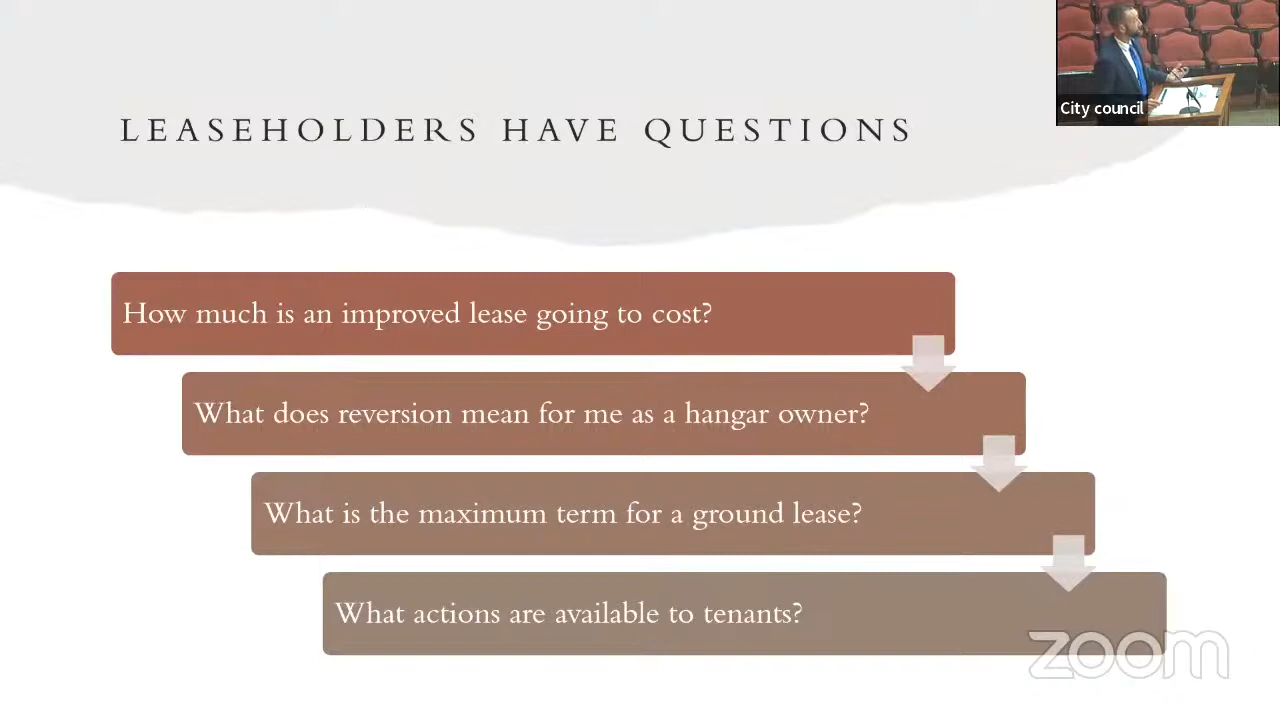 City council
LEASEHOLDERS HAVE QUESTIONS
How much is an improved lease going to cost?
What does reversion mean for me as a hangar owner?
What is the maximum term for a ground lease?
What actions are available to tenants?
zoom